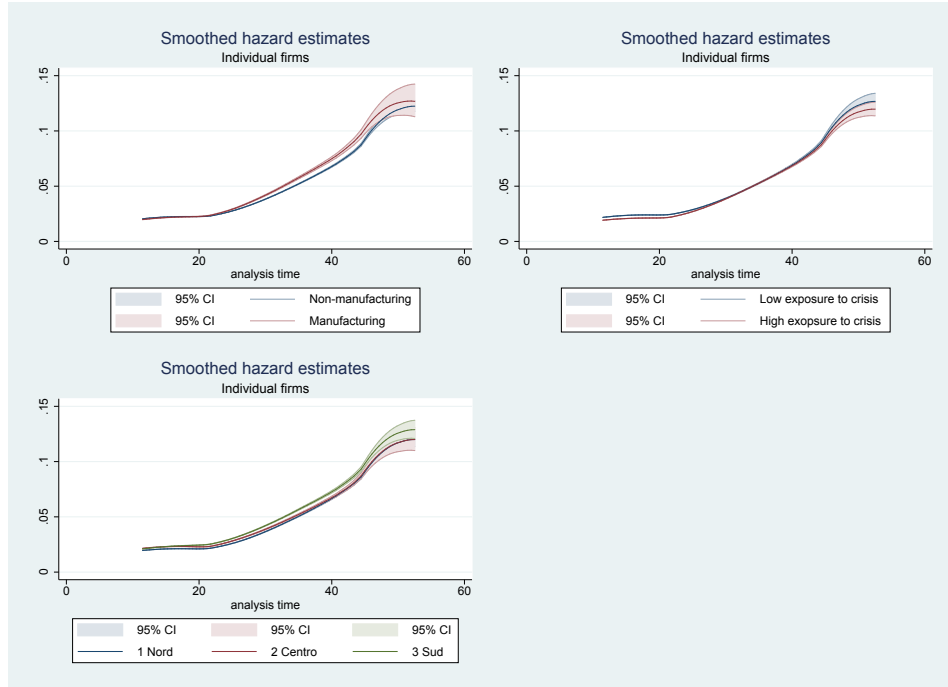 Smoothed hazard estimates
Individual firms
.15
.1
.05
0
0 20 40 60
analysis time
95% CI Non-manufacturing
95% CI Manufacturing
Smoothed hazard estimates
Individual firms
.15
.1
.05
0
0 20 40 60
analysis time
95% CI Low exposure to crisis
95% CI High exopsure to crisis
Smoothed hazard estimates
Individual firms
.15
.1
.05
0
0 20 40 60
analysis time
95% CI 95% CI 95% CI
1 Nord 2 Centro 3 Sud